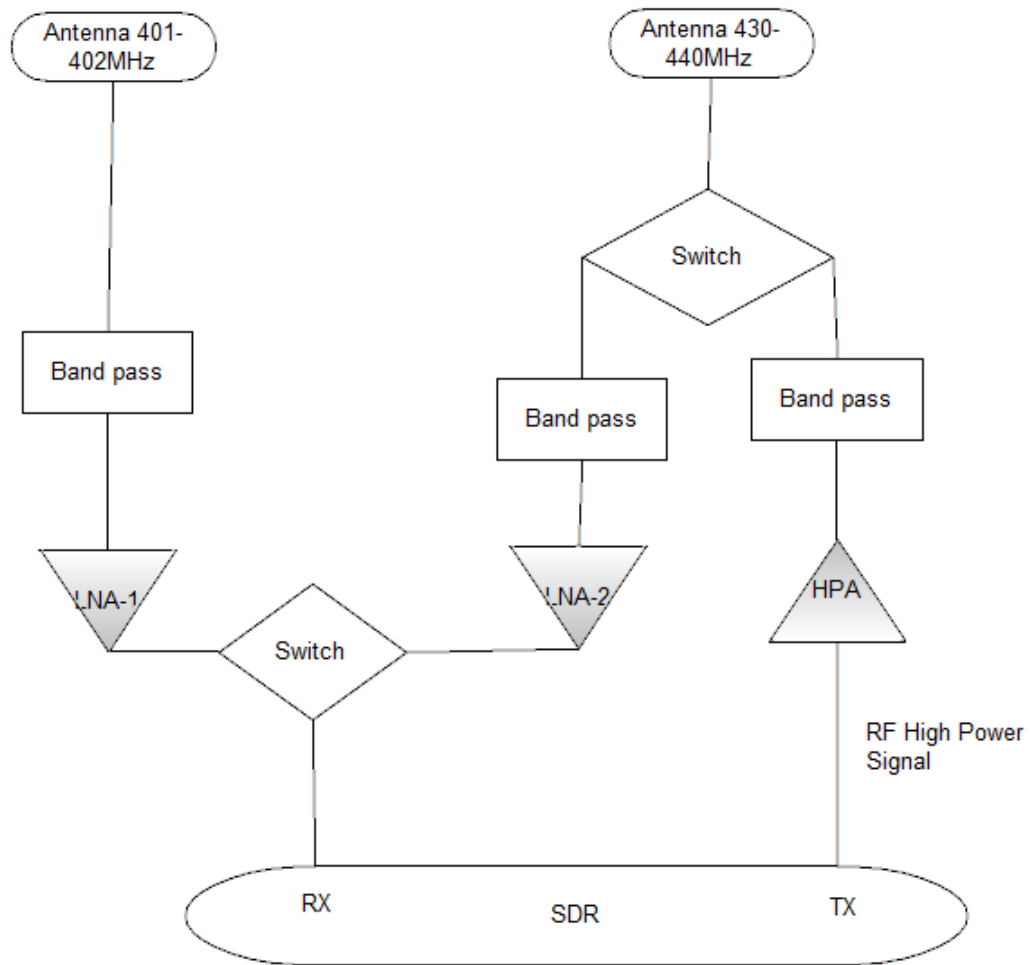 Antenna 401-
402MHz
Antenna 430-
440MHz
Switch
Band pass
Band pass
Band pass
LNA-1
LNA-2
HPA
Switch
RF High Power
Signal
RX
SDR
TX